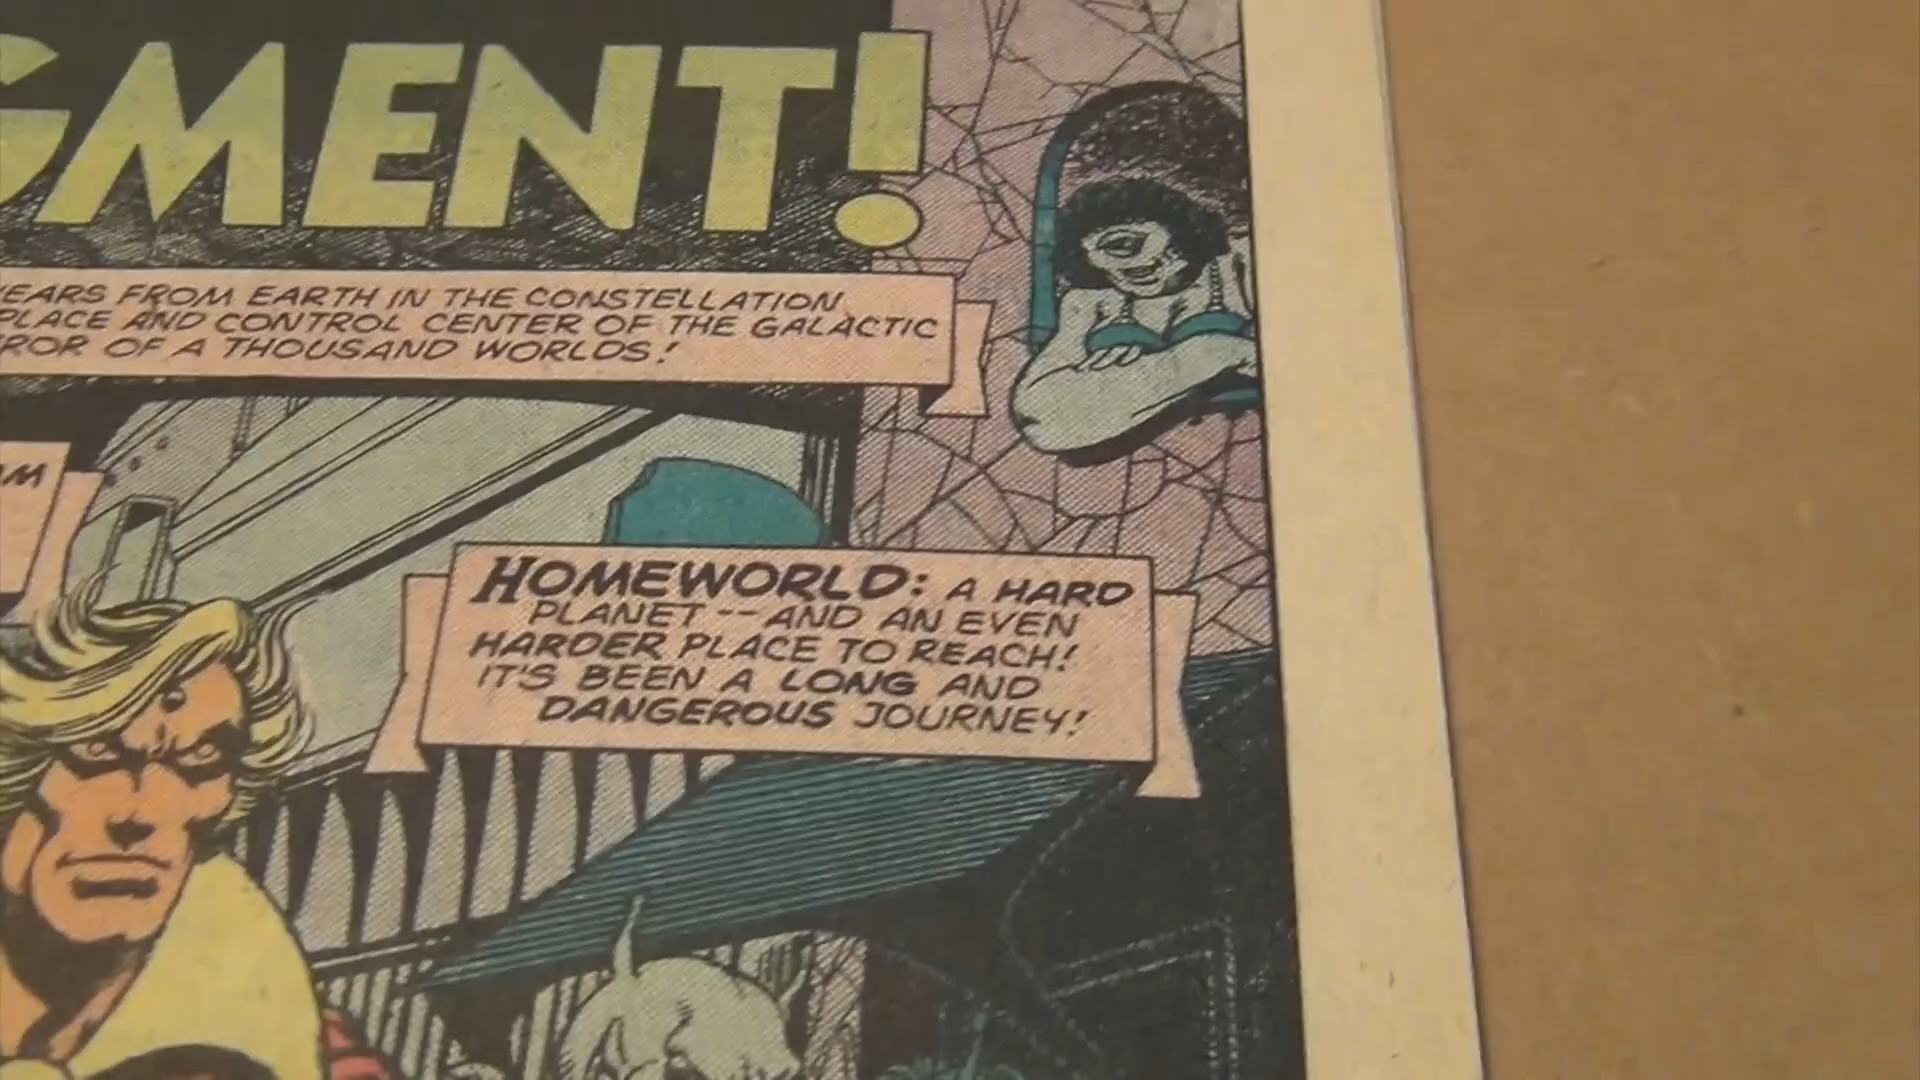 GMENT!
EARS FROM EARTH IN THE CONSTELLATION
PLACE AND CONTROL CENTER OF THE GALACTIC
ROR OF A THOUSAND WORLDS!
AM
HOMEWORLD: A HARD
PLANET -- AND AN EVEN
HARDER PLACE TO REACH!
IT'S BEEN A LONG AND
DANGEROUS JOURNEY!